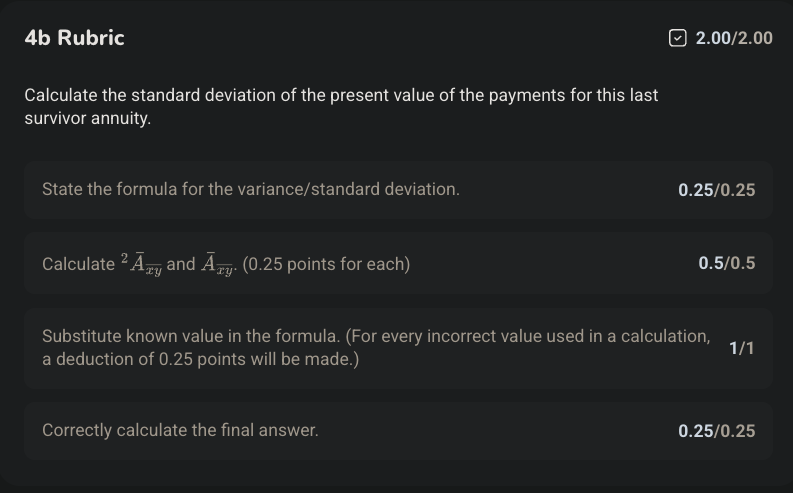 4b Rubric 2.00/2.00
Calculate the standard deviation of the present value of the payments for this last
survivor annuity.
State the formula for the variance/standard deviation. 0.25/0.25
Calculate $^2\bar{A}_{\overline{xy}}$ and $\bar{A}_{\overline{xy}}$. (0.25 points for each) 0.5/0.5
Substitute known value in the formula. (For every incorrect value used in a calculation,
a deduction of 0.25 points will be made.) 1/1
Correctly calculate the final answer. 0.25/0.25